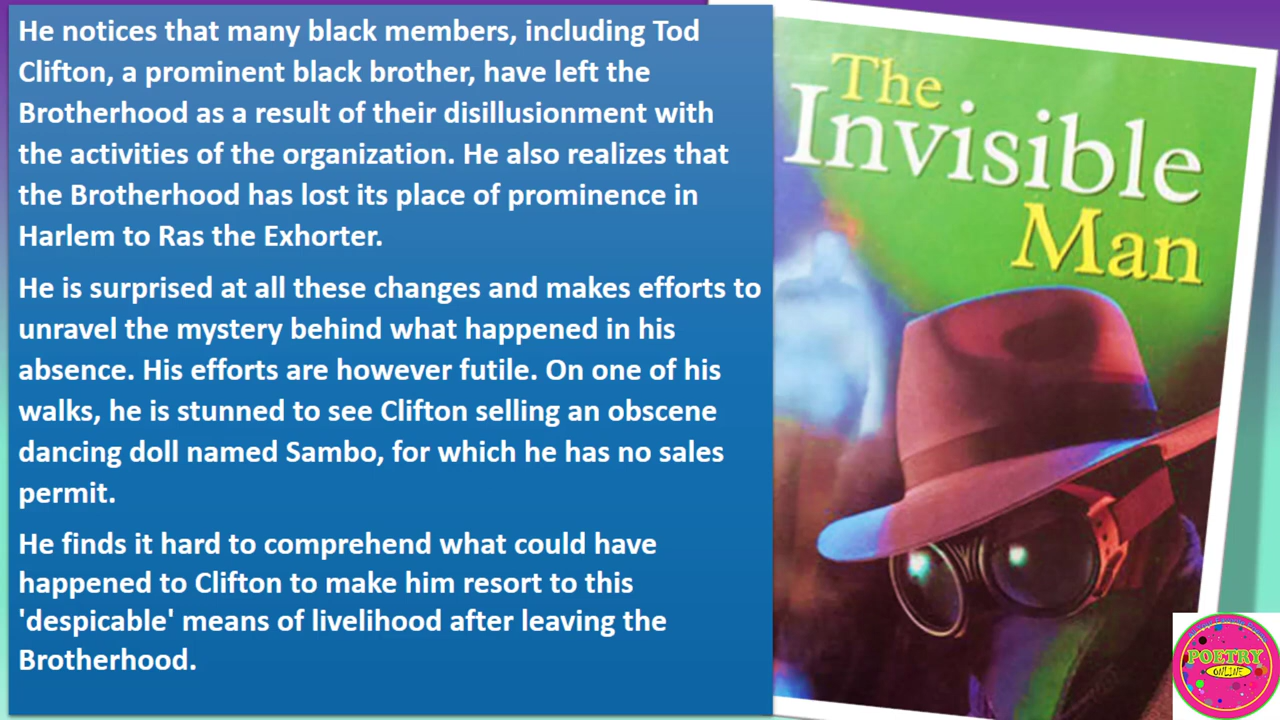 He notices that many black members, including Tod
Clifton, a prominent black brother, have left the
Brotherhood as a result of their disillusionment with
the activities of the organization. He also realizes that
the Brotherhood has lost its place of prominence in
Harlem to Ras the Exhorter.
He is surprised at all these changes and makes efforts to
unravel the mystery behind what happened in his
absence. His efforts are however futile. On one of his
walks, he is stunned to see Clifton selling an obscene
dancing doll named Sambo, for which he has no sales
permit.
He finds it hard to comprehend what could have
happened to Clifton to make him resort to this
'despicable' means of livelihood after leaving the
Brotherhood.
The
Invisible
Man
POETRY
ONLINE